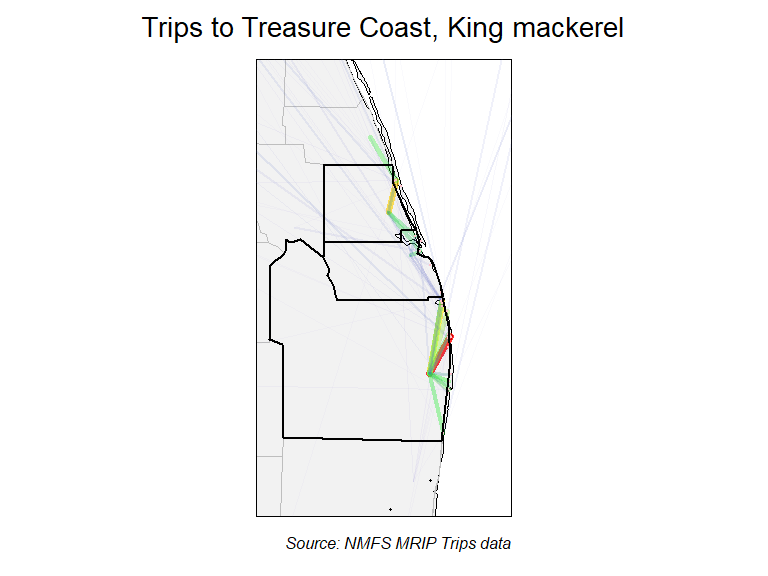 Trips to Treasure Coast, King mackerel
Source: NMFS MRIP Trips data